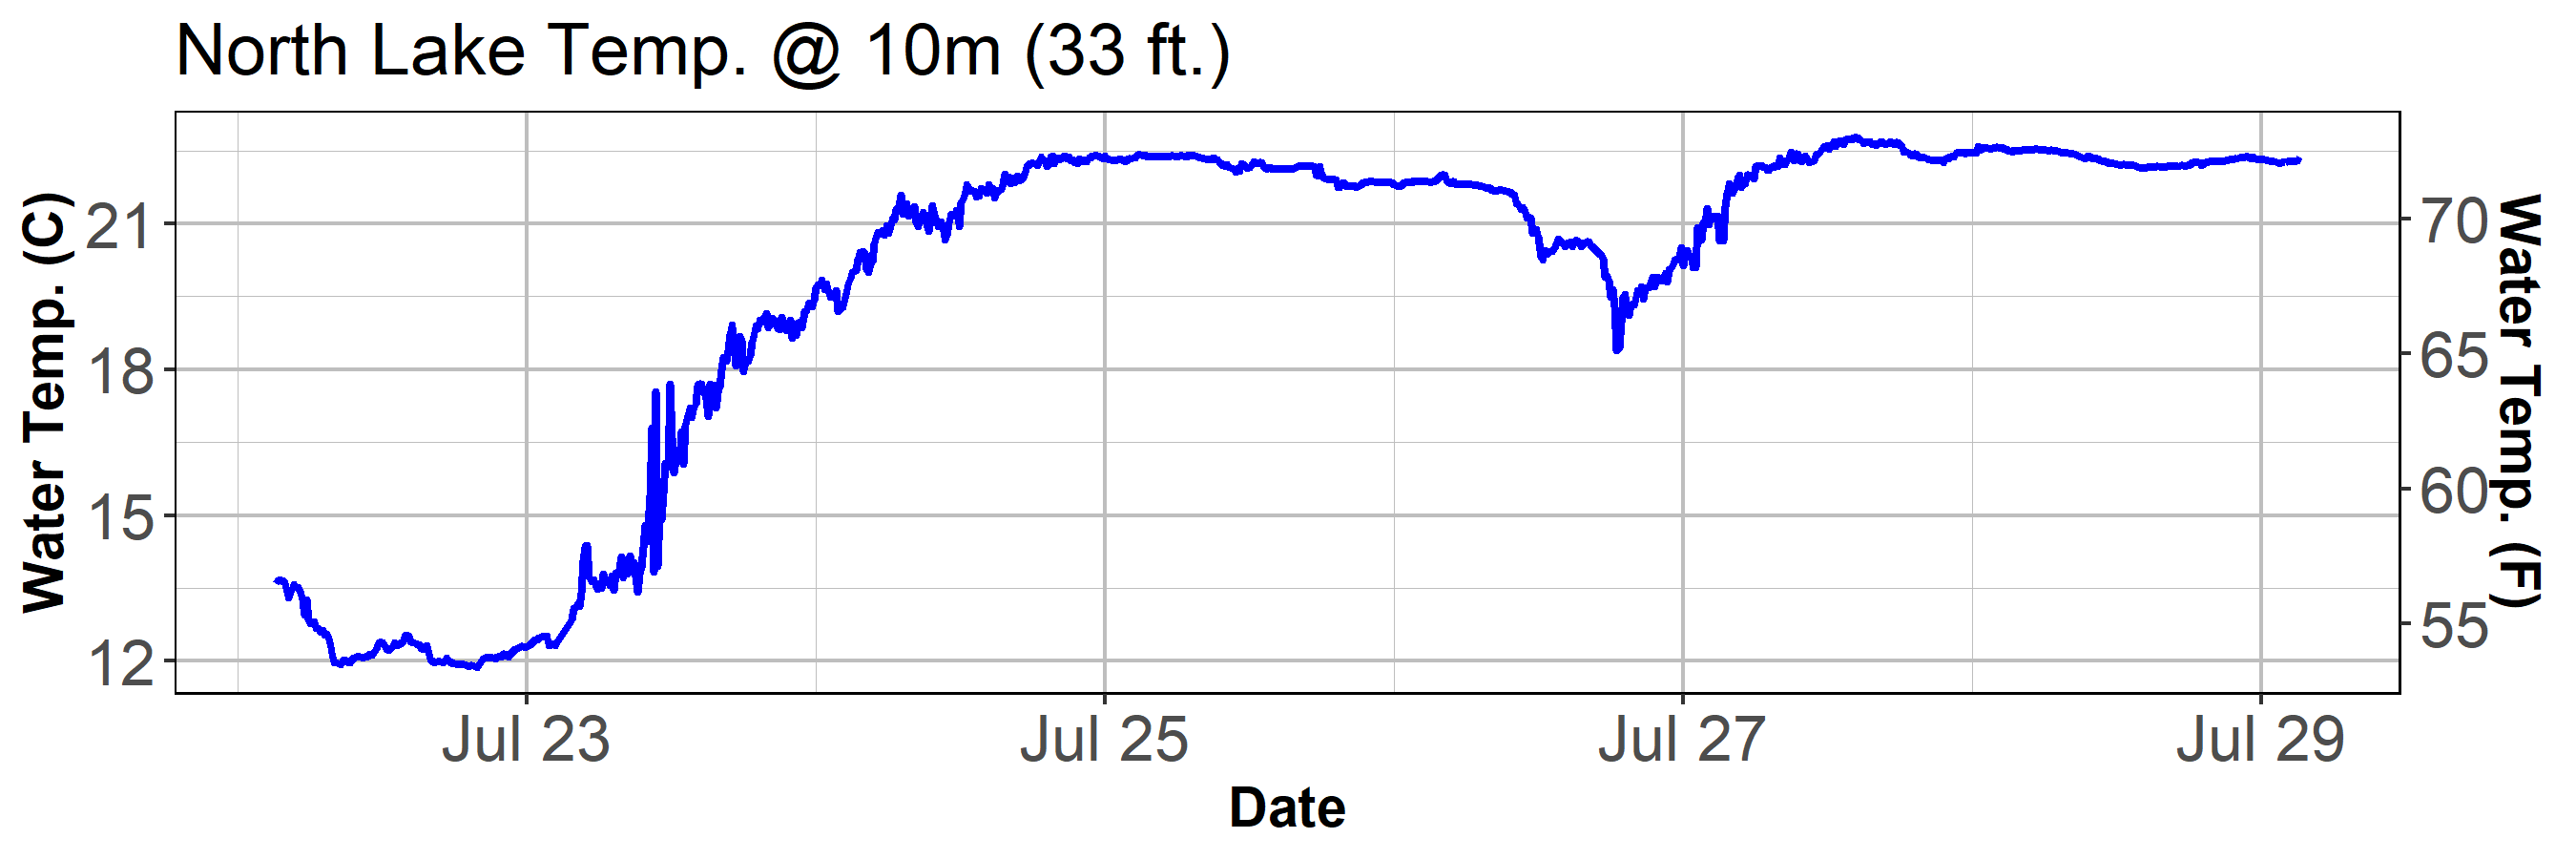 North Lake Temp. @ 10m (33 ft.)
Water Temp. (C)
21
18
15
12
70
65
60
55
Water Temp. (F)
Jul 23
Jul 25
Jul 27
Jul 29
Date